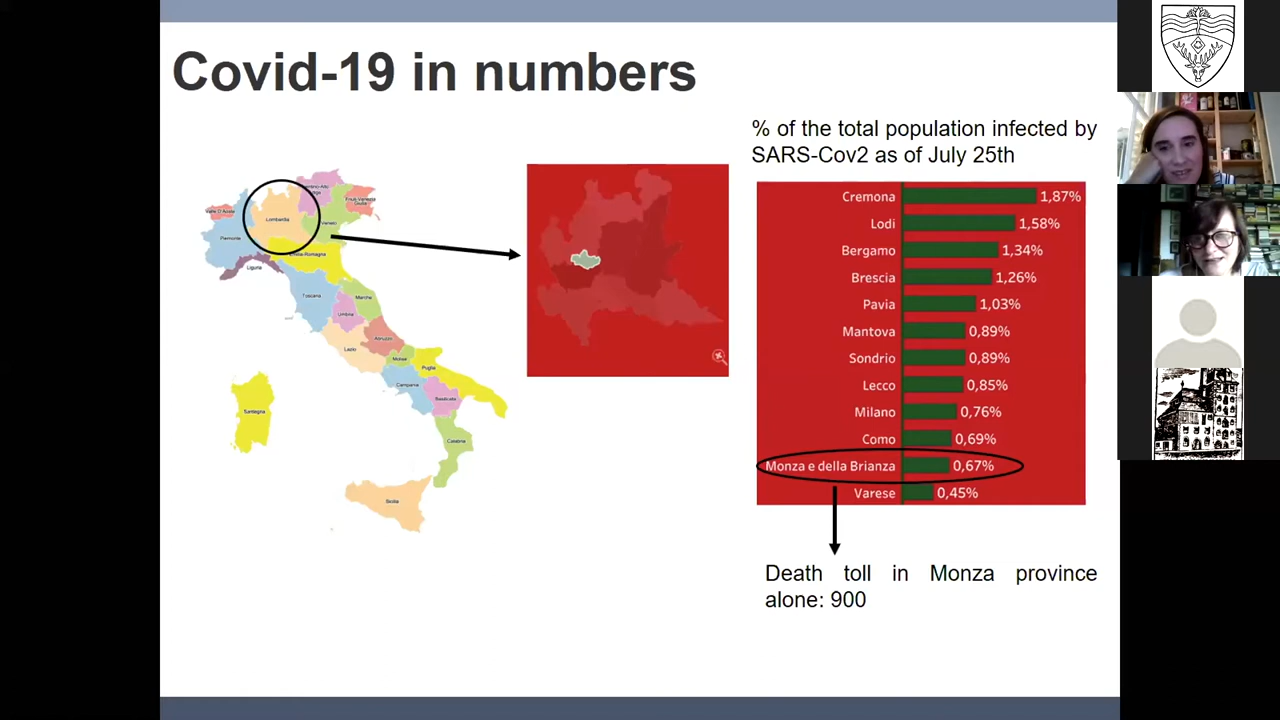 Covid-19 in numbers
% of the total population infected by
SARS-Cov2 as of July 25th
Valle D'Aosta
Piemonte
Liguria
Lombardia
Veneto
Emilia-Romagna
Toscana
Marche
Umbria
Lazio
Abruzzo
Molise
Campania
Puglia
Basilicata
Calabria
Sardegna
Sicilia
Cremona 1,87%
Lodi 1,58%
Bergamo 1,34%
Brescia 1,26%
Pavia 1,03%
Mantova 0,89%
Sondrio 0,89%
Lecco 0,85%
Milano 0,76%
Como 0,69%
Monza e della Brianza 0,67%
Varese 0,45%
Death toll in Monza province
alone: 900